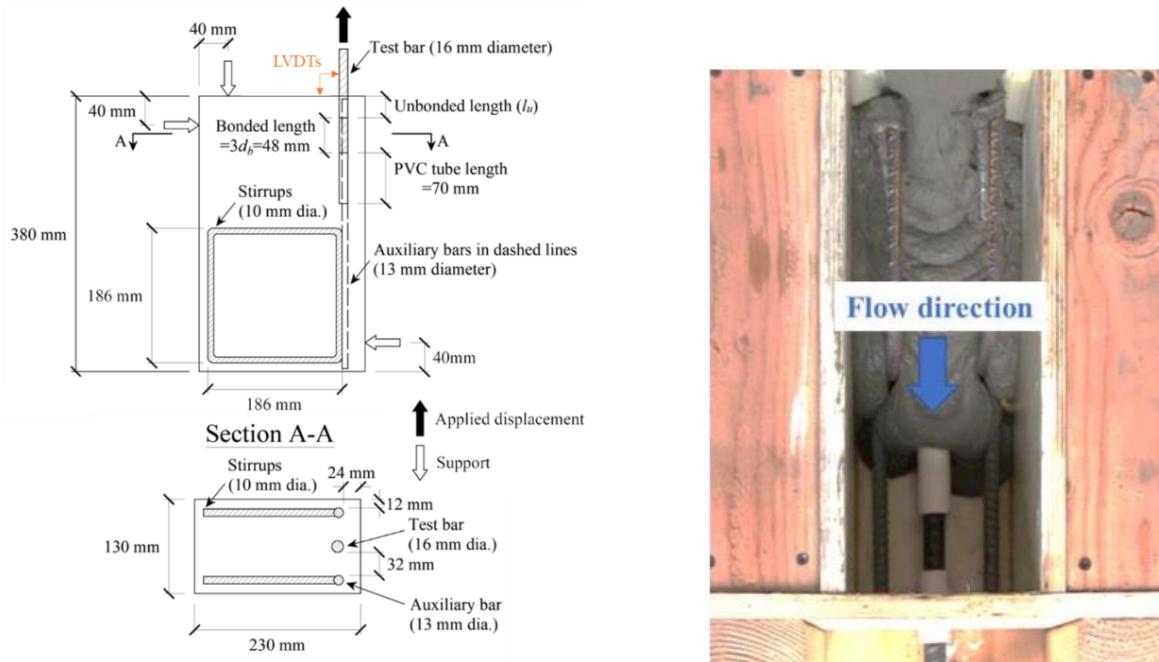 40 mm
LVDTs
Test bar (16 mm diameter)
40 mm
Unbonded length (lu)
Bonded length
=3db=48 mm
A
A
PVC tube length
=70 mm
Stirrups
(10 mm dia.)
380 mm
186 mm
Auxiliary bars in dashed lines
(13 mm diameter)
40mm
186 mm
Applied displacement
Section A-A
Support
Stirrups
(10 mm dia.)
24 mm
12 mm
Test bar
(16 mm dia.)
130 mm
32 mm
Auxiliary bar
(13 mm dia.)
230 mm
Flow direction